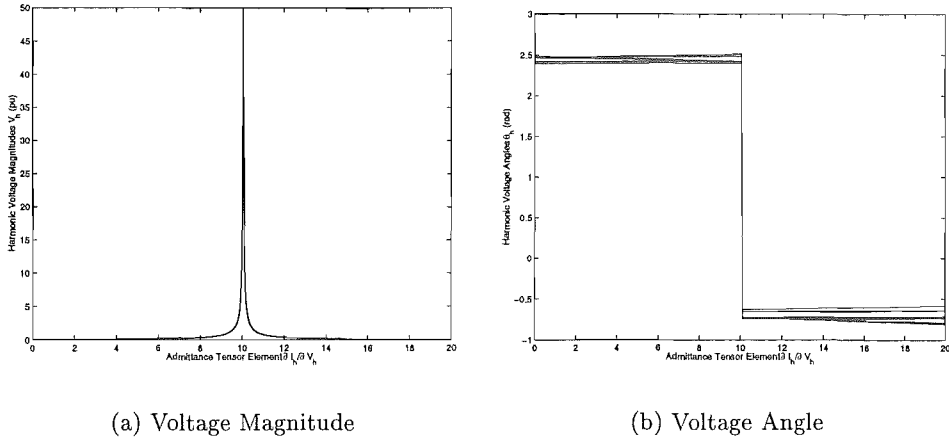 50
45
40
35
30
25
20
15
10
5
0
Harmonic Voltage Magnitudes V_h (pu)
0 2 4 6 8 10 12 14 16 18 20
Admittance Tensor Element ∂ I_h/∂ V_h
3
2.5
2
1.5
1
0.5
0
−0.5
−1
Harmonic Voltage Angles θ_h (rad)
0 2 4 6 8 10 12 14 16 18 20
Admittance Tensor Element ∂ I_h/∂ V_h
(a) Voltage Magnitude
(b) Voltage Angle